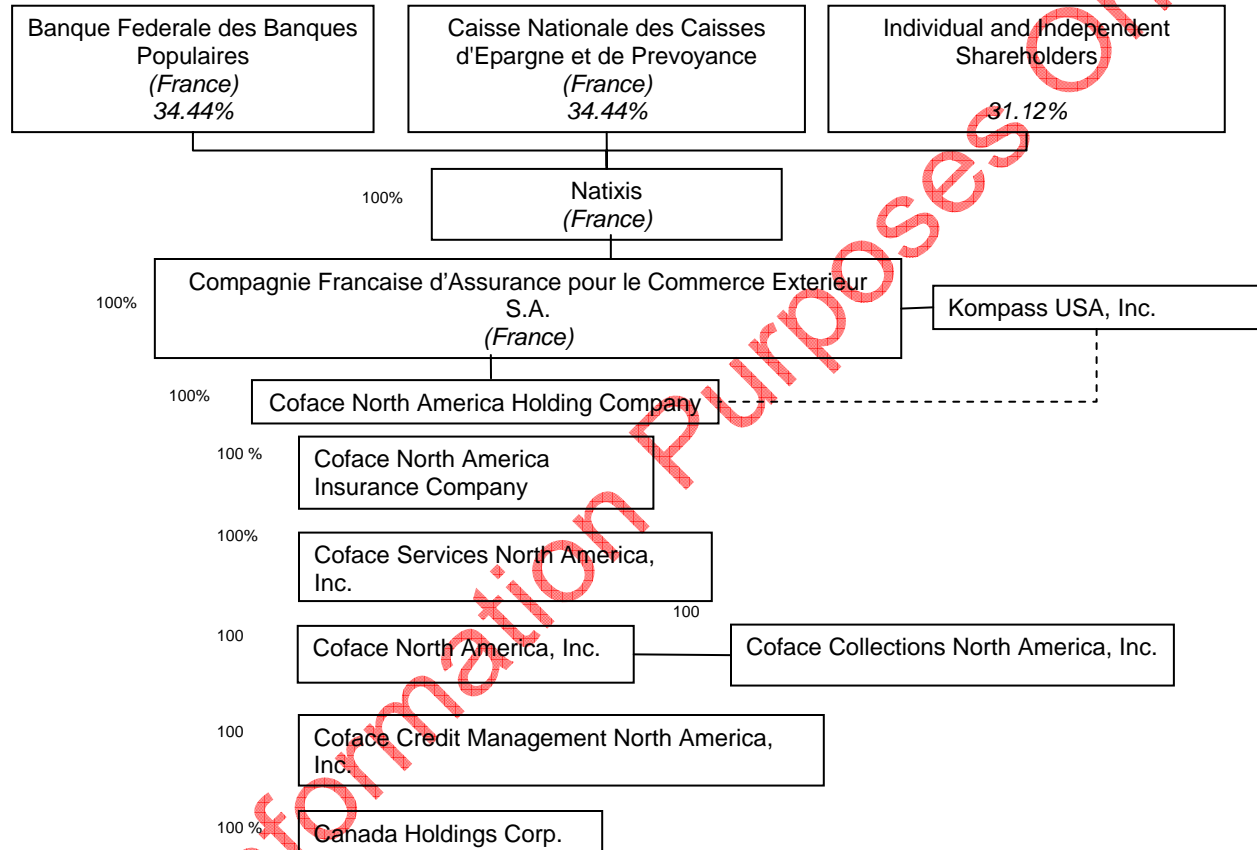 Banque Federale des Banques
Populaires
(France)
34.44%
Caisse Nationale des Caisses
d'Epargne et de Prevoyance
(France)
34.44%
Individual and Independent
Shareholders
31.12%
100%
Natixis
(France)
100%
Compagnie Francaise d’Assurance pour le Commerce Exterieur
S.A.
(France)
Kompass USA, Inc.
100%
Coface North America Holding Company
100 %
Coface North America
Insurance Company
100%
Coface Services North America,
Inc.
100
100
Coface North America, Inc.
Coface Collections North America, Inc.
100
Coface Credit Management North America,
Inc.
100 %
Canada Holdings Corp.
Purposes